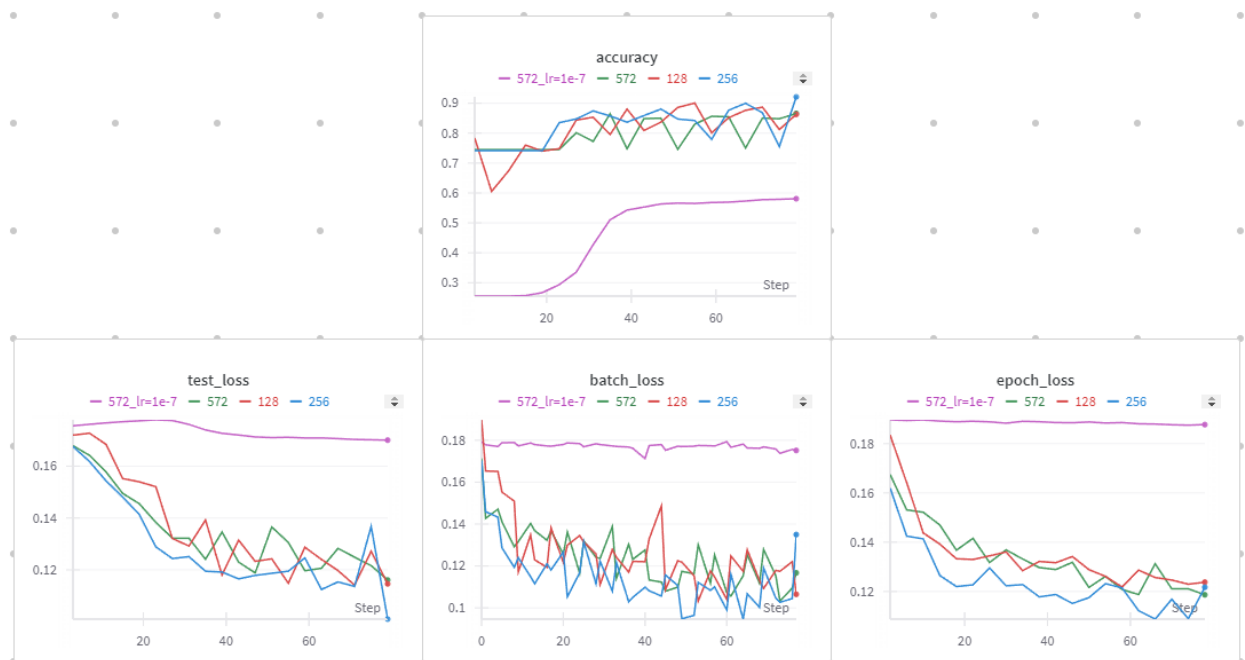 accuracy
572_lr=1e-7 572 128 256
0.9
0.8
0.7
0.6
0.5
0.4
0.3
Step
20 40 60
test_loss
572_lr=1e-7 572 128 256
0.16
0.14
0.12
Step
20 40 60
batch_loss
572_lr=1e-7 572 128 256
0.18
0.16
0.14
0.12
0.1
Step
0 20 40 60
epoch_loss
572_lr=1e-7 572 128 256
0.18
0.16
0.14
0.12
Step
20 40 60